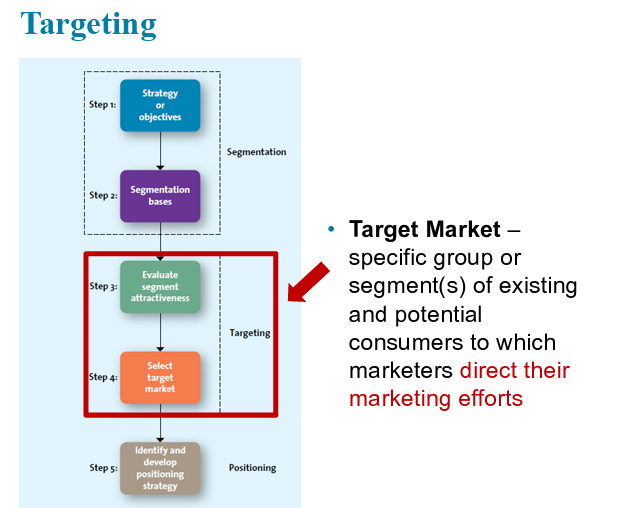 Targeting
Step 1:
Strategy
or
objectives
Segmentation
Step 2:
Segmentation
bases
Step 3:
Evaluate
segment
attractiveness
Targeting
Step 4:
Select
target
market
Step 5:
Identify and
develop
positioning
strategy
Positioning
• Target Market –
specific group or
segment(s) of existing
and potential
consumers to which
marketers direct their
marketing efforts